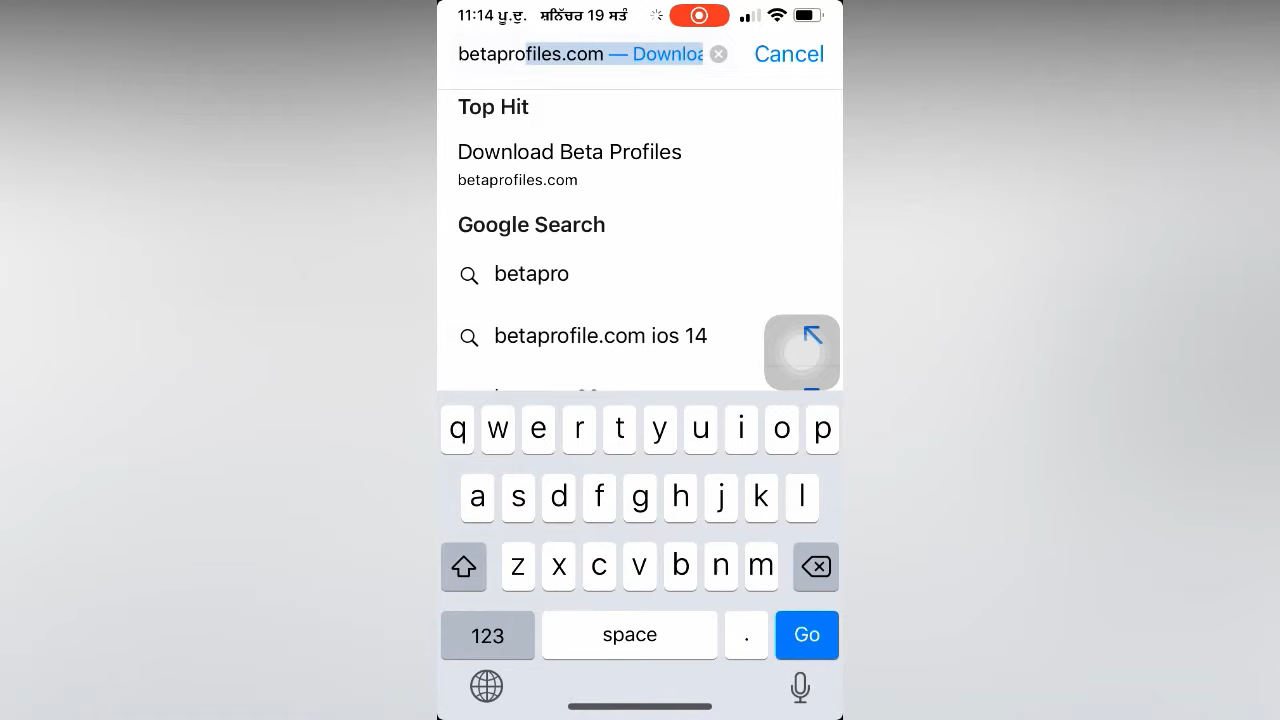 11:14 ਪੂ.ਦੁ. ਸ਼ਨਿੱਚਰ 19 ਸਤੰ
betaprofiles.com — Downloa
Cancel
Top Hit
Download Beta Profiles
betaprofiles.com
Google Search
betapro
betaprofile.com ios 14
q w e r t y u i o p
a s d f g h j k l
z x c v b n m
123 space . Go